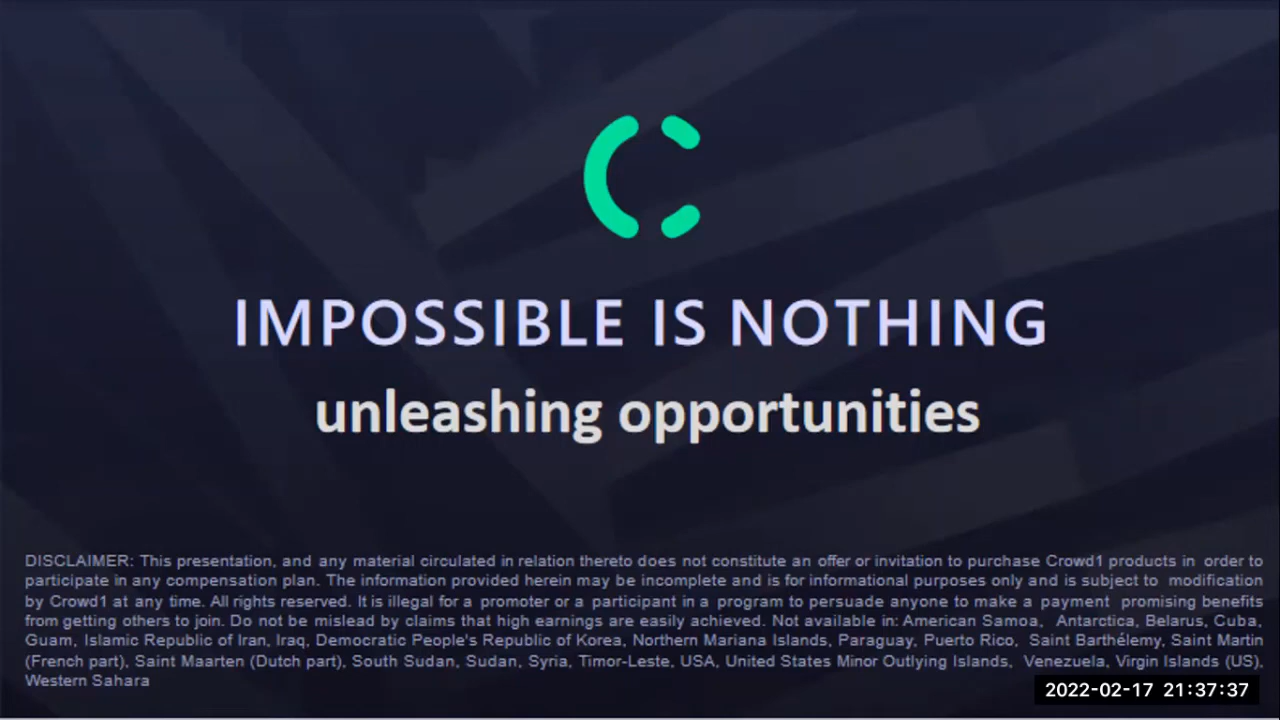 IMPOSSIBLE IS NOTHING
unleashing opportunities
DISCLAIMER: This presentation, and any material circulated in relation thereto does not constitute an offer or invitation to purchase Crowd1 products in order to
participate in any compensation plan. The information provided herein may be incomplete and is for informational purposes only and is subject to modification
by Crowd1 at any time. All rights reserved. It is illegal for a promoter or a participant in a program to persuade anyone to make a payment promising benefits
from getting others to join. Do not be mislead by claims that high earnings are easily achieved. Not available in: American Samoa, Antarctica, Belarus, Cuba,
Guam, Islamic Republic of Iran, Iraq, Democratic People's Republic of Korea, Northern Mariana Islands, Paraguay, Puerto Rico, Saint Barthélemy, Saint Martin
(French part), Saint Maarten (Dutch part), South Sudan, Sudan, Syria, Timor-Leste, USA, United States Minor Outlying Islands, Venezuela, Virgin Islands (US),
Western Sahara
2022-02-17 21:37:37